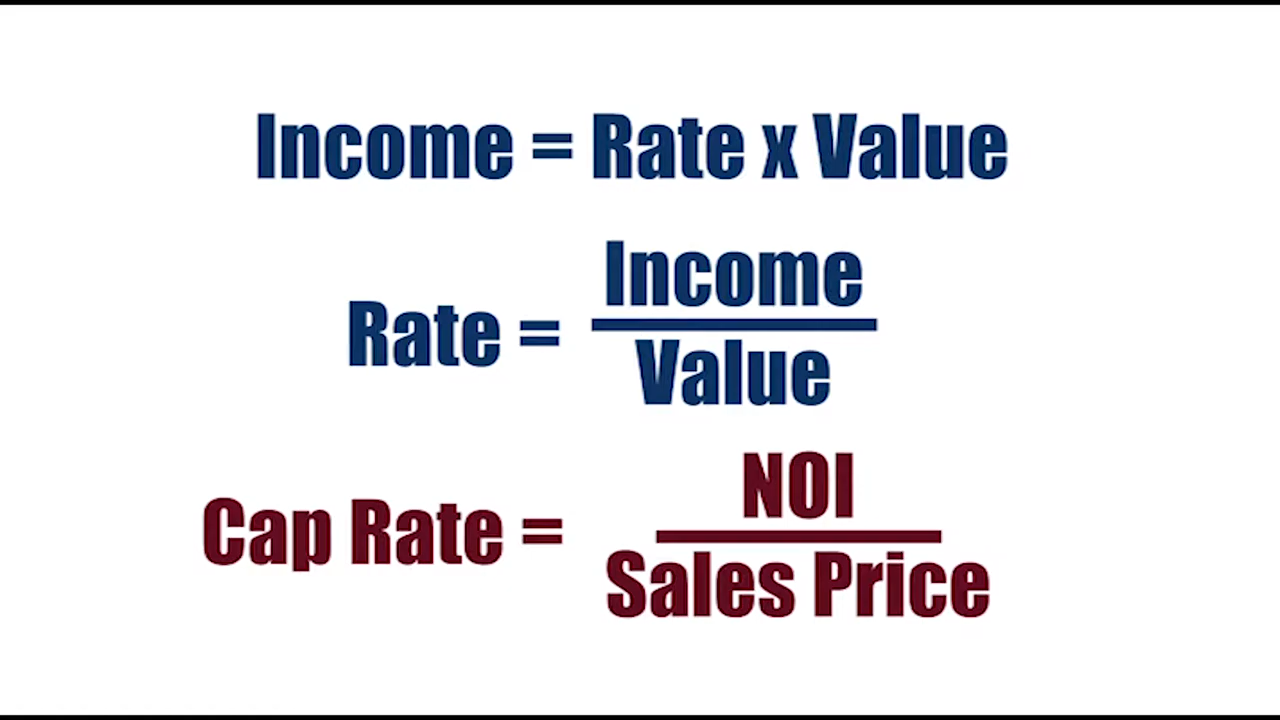 Income = Rate x Value
Rate = Income
Value
Cap Rate = NOI
Sales Price